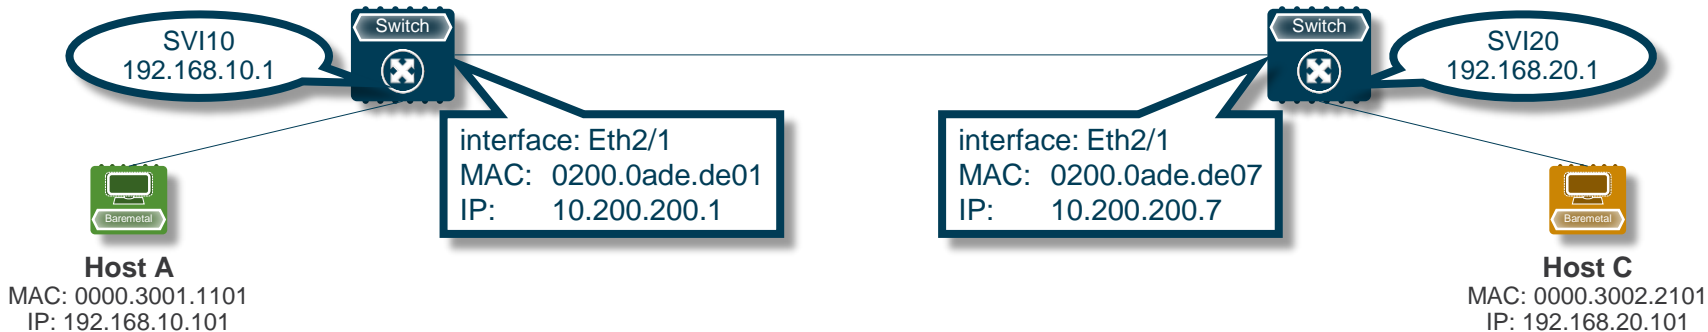 Switch
SVI10
192.168.10.1
Switch
SVI20
192.168.20.1
interface: Eth2/1
MAC: 0200.0ade.de01
IP: 10.200.200.1
interface: Eth2/1
MAC: 0200.0ade.de07
IP: 10.200.200.7
Baremetal
Host A
MAC: 0000.3001.1101
IP: 192.168.10.101
Baremetal
Host C
MAC: 0000.3002.2101
IP: 192.168.20.101